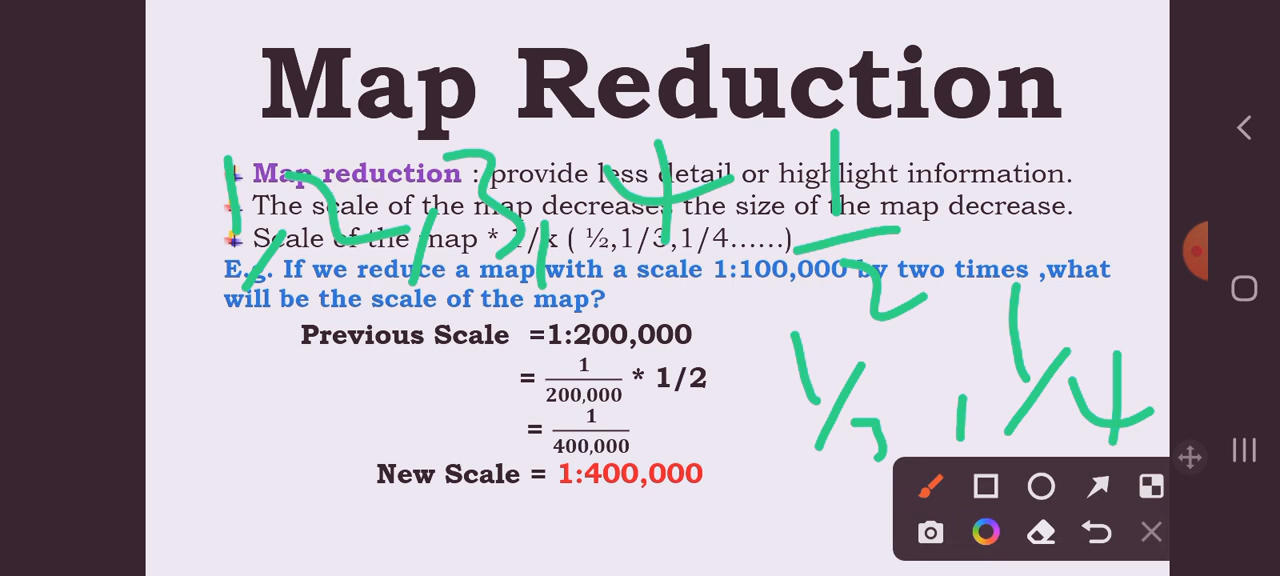 Map Reduction
Map reduction : provide less detail or highlight information.
The scale of the map decreases the size of the map decrease.
Scale of the map * 1/x ( ½,1/3,1/4......)
E.g. If we reduce a map with a scale 1:100,000 by two times ,what
will be the scale of the map?
Previous Scale =1:200,000
= 1/200,000 * 1/2
= 1/400,000
New Scale = 1:400,000
1, 2, 3, 4
1/2
1/3 , 1/4